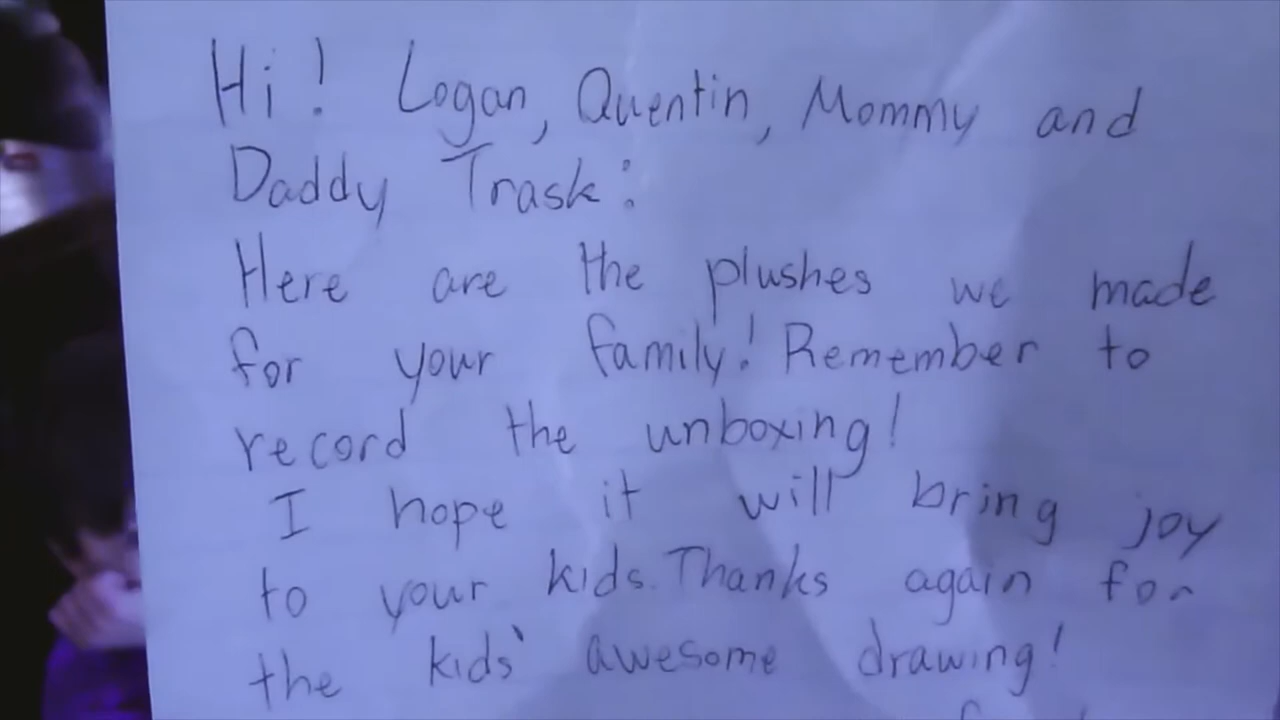 Hi! Logan, Quentin, Mommy and
Daddy Trask:
Here are the plushes we made
for your family! Remember to
record the unboxing!
I hope it will bring joy
to your kids. Thanks again for
the kids' awesome drawing!